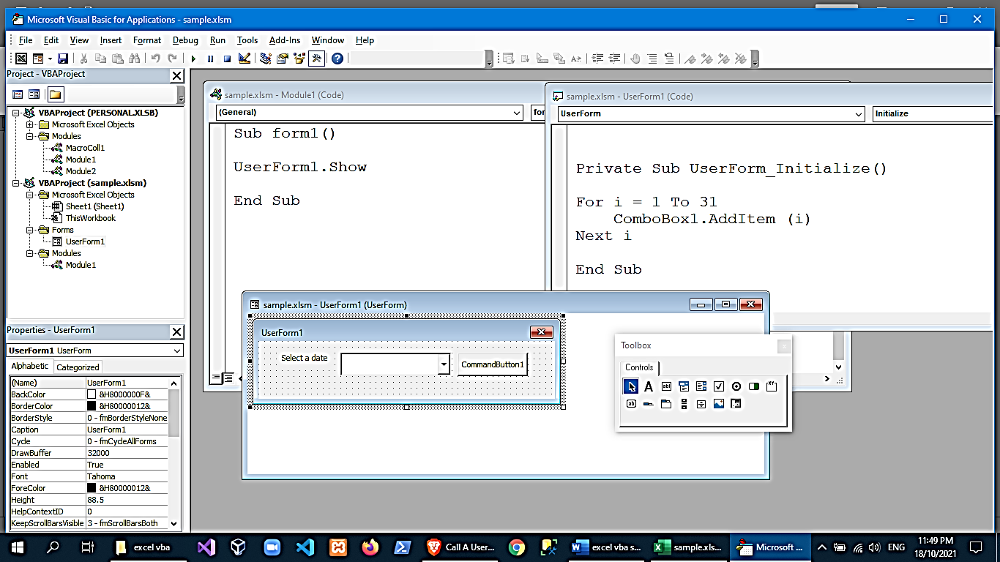 Microsoft Visual Basic for Applications - sample.xlsm
File Edit View Insert Format Debug Run Tools Add-Ins Window Help
Project - VBAProject
VBAProject (PERSONAL.XLSB)
Microsoft Excel Objects
Modules
MacroColl1
Module1
Module2
VBAProject (sample.xlsm)
Microsoft Excel Objects
Sheet1 (Sheet1)
ThisWorkbook
Forms
UserForm1
Modules
Module1
Properties - UserForm1
UserForm1 UserForm
Alphabetic Categorized
(Name) UserForm1
BackColor &H8000000F&
BorderColor &H80000012&
BorderStyle 0 - fmBorderStyleNone
Caption UserForm1
Cycle 0 - fmCycleAllForms
DrawBuffer 32000
Enabled True
Font Tahoma
ForeColor &H80000012&
Height 88.5
HelpContextID 0
KeepScrollBarsVisible 3 - fmScrollBarsBoth
sample.xlsm - Module1 (Code)
(General) for
Sub form1()
UserForm1.Show
End Sub
sample.xlsm - UserForm1 (Code)
UserForm Initialize
Private Sub UserForm_Initialize()
For i = 1 To 31
ComboBox1.AddItem (i)
Next i
End Sub
sample.xlsm - UserForm1 (UserForm)
UserForm1
Select a date CommandButton1
Toolbox
Controls
excel vba
Call A User...
excel vba s...
sample.xls...
Microsoft ...
ENG
11:49 PM
18/10/2021